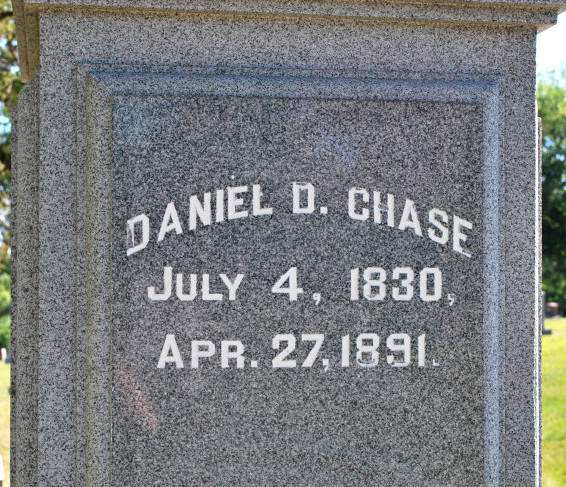 DANIEL D. CHASE
JULY 4, 1830,
APR. 27, 1891.